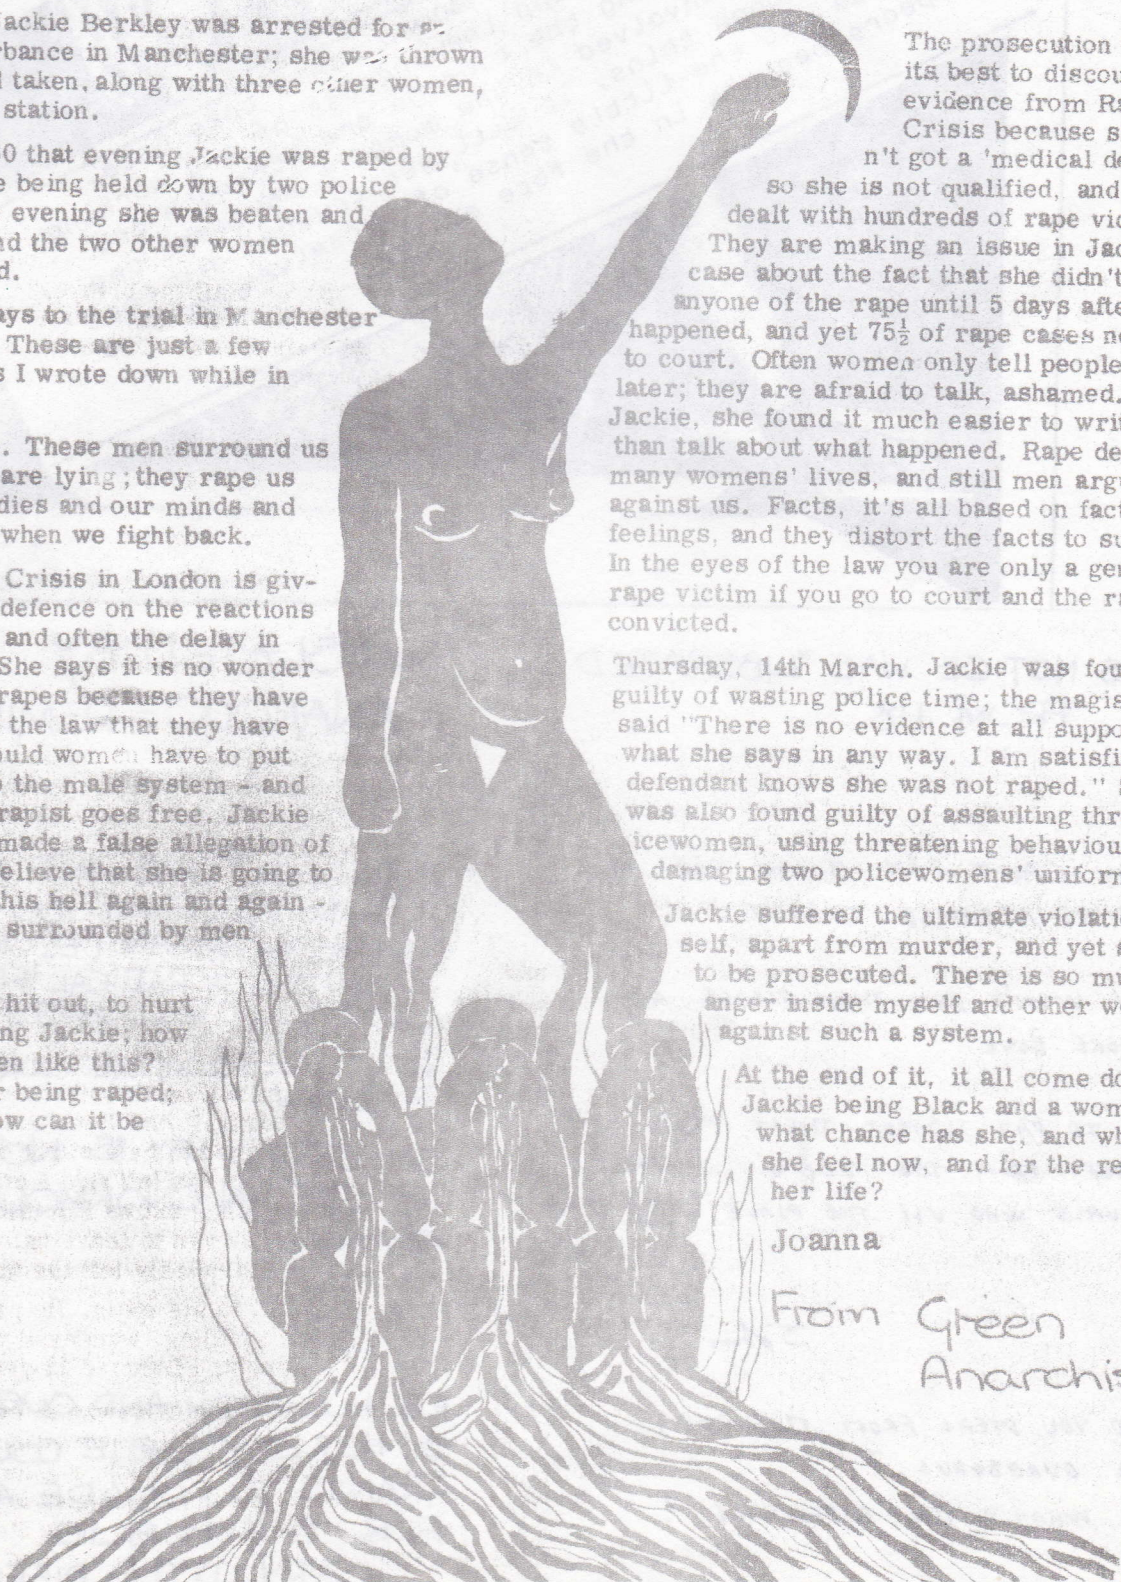 ackie Berkley was arrested for
rbance in Manchester; she was thrown
taken, along with three other women,
station.
0 that evening Jackie was raped by
e being held down by two police
evening she was beaten and
nd the two other women
d.
ays to the trial in Manchester
These are just a few
s I wrote down while in
. These men surround us
are lying; they rape us
dies and our minds and
when we fight back.
Crisis in London is giv-
defence on the reactions
and often the delay in
She says it is no wonder
rapes because they have
the law that they have
ould women have to put
o the male system - and
rapist goes free. Jackie
made a false allegation of
elieve that she is going to
his hell again and again -
surrounded by men
hit out, to hurt
ng Jackie; how
en like this?
r being raped;
ow can it be
The prosecution
its best to discou
evidence from Ra
Crisis because s
n't got a 'medical de
so she is not qualified, and
dealt with hundreds of rape vic
They are making an issue in Jac
case about the fact that she didn't
anyone of the rape until 5 days afte
happened, and yet 75½ of rape cases ne
to court. Often women only tell people
later; they are afraid to talk, ashamed.
Jackie, she found it much easier to writ
than talk about what happened. Rape de
many womens' lives, and still men argu
against us. Facts, it's all based on fact
feelings, and they distort the facts to su
In the eyes of the law you are only a gen
rape victim if you go to court and the ra
convicted.
Thursday, 14th March. Jackie was fou
guilty of wasting police time; the magis
said "There is no evidence at all suppo
what she says in any way. I am satisfi
defendant knows she was not raped."
was also found guilty of assaulting thr
icewomen, using threatening behaviou
damaging two policewomens' uniform
Jackie suffered the ultimate violati
self, apart from murder, and yet
to be prosecuted. There is so mu
anger inside myself and other wo
against such a system.
At the end of it, it all come do
Jackie being Black and a wom
what chance has she, and wh
she feel now, and for the re
her life?
Joanna
From Green
Anarchis